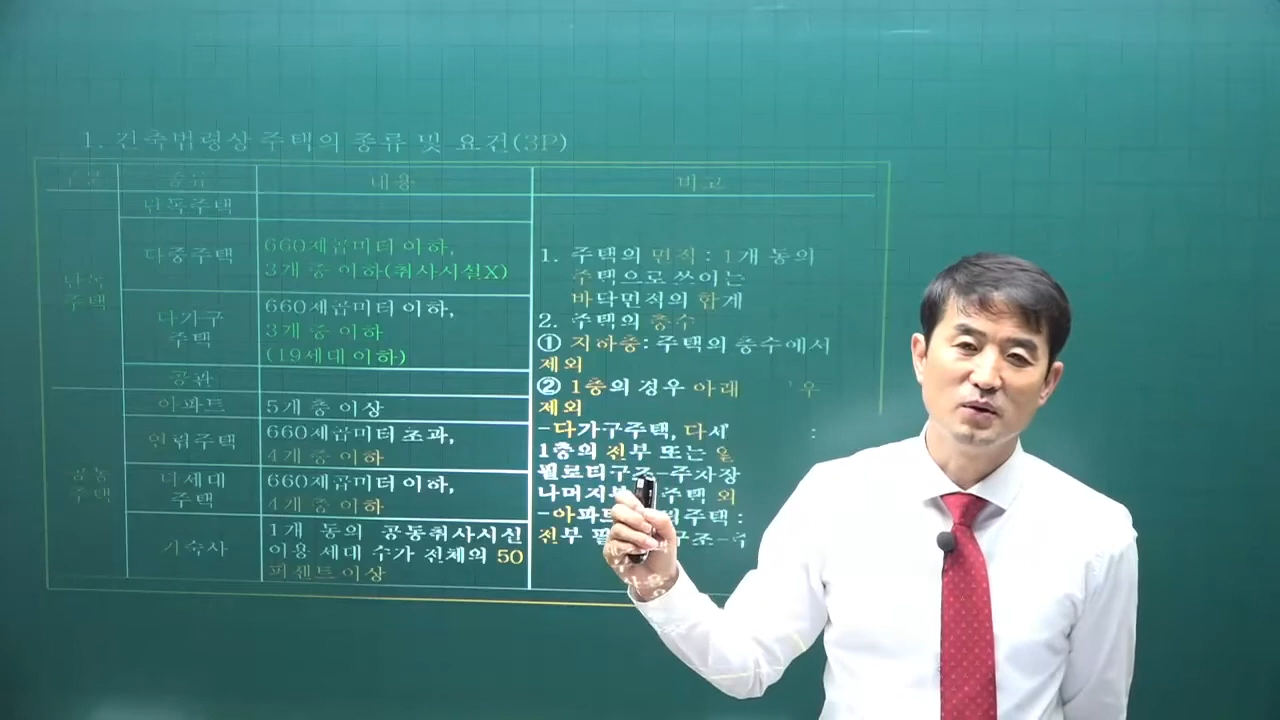 1. 건축법령상 주택의 종류 및 요건(3P)
구분 종류 내용 비고
단독주택
단독
주택
다중주택
660제곱미터 이하,
3개 층 이하(취사시설X)
다가구
주택
660제곱미터 이하,
3개 층 이하
(19세대 이하)
공관
공동
주택
아파트
5개 층 이상
연립주택
660제곱미터 초과,
4개 층 이하
다세대
주택
660제곱미터 이하,
4개 층 이하
기숙사
1개 동의 공동취사시설
이용 세대 수가 전체의 50
퍼센트 이상
1. 주택의 면적 : 1개 동의
주택으로 쓰이는
바닥면적의 합계
2. 주택의 층수
① 지하층: 주택의 층수에서
제외
② 1층의 경우 아래 우
제외
-다가구주택, 다세 :
1층의 전부 또는 일
필로티구조-주차장
나머지 주택 외
-아파트 주택 :
전부 필 구조-